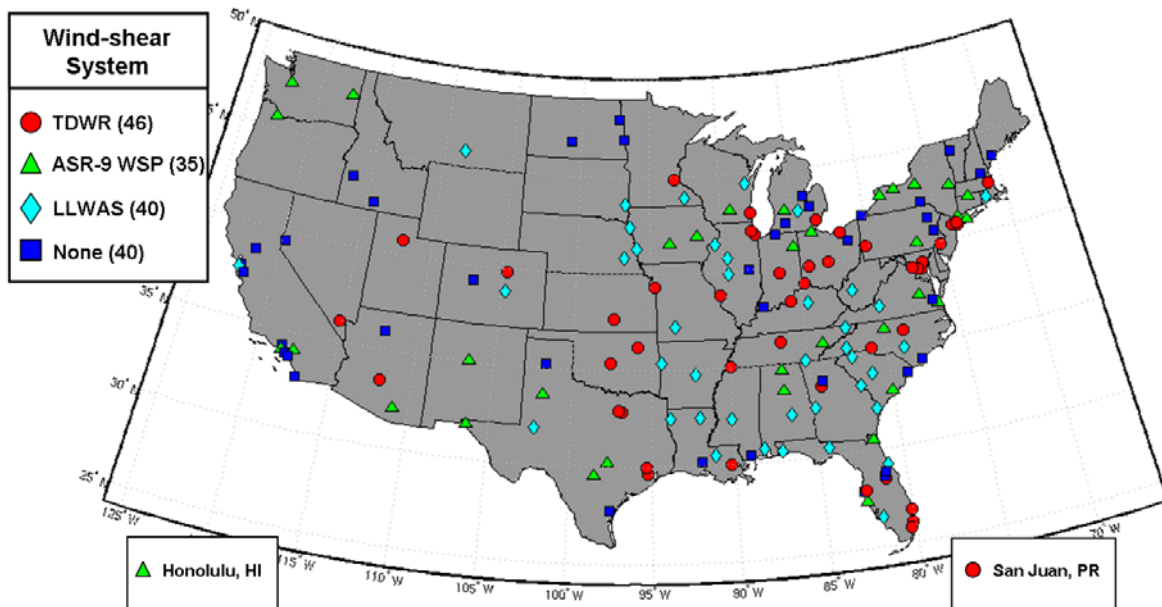 Wind-shear
System
TDWR (46)
ASR-9 WSP (35)
LLWAS (40)
None (40)
50° N
35° N
30° N
25° N
125° W
115° W
110° W
105° W
100° W
95° W
90° W
85° W
80° W
70° W
Honolulu, HI
San Juan, PR